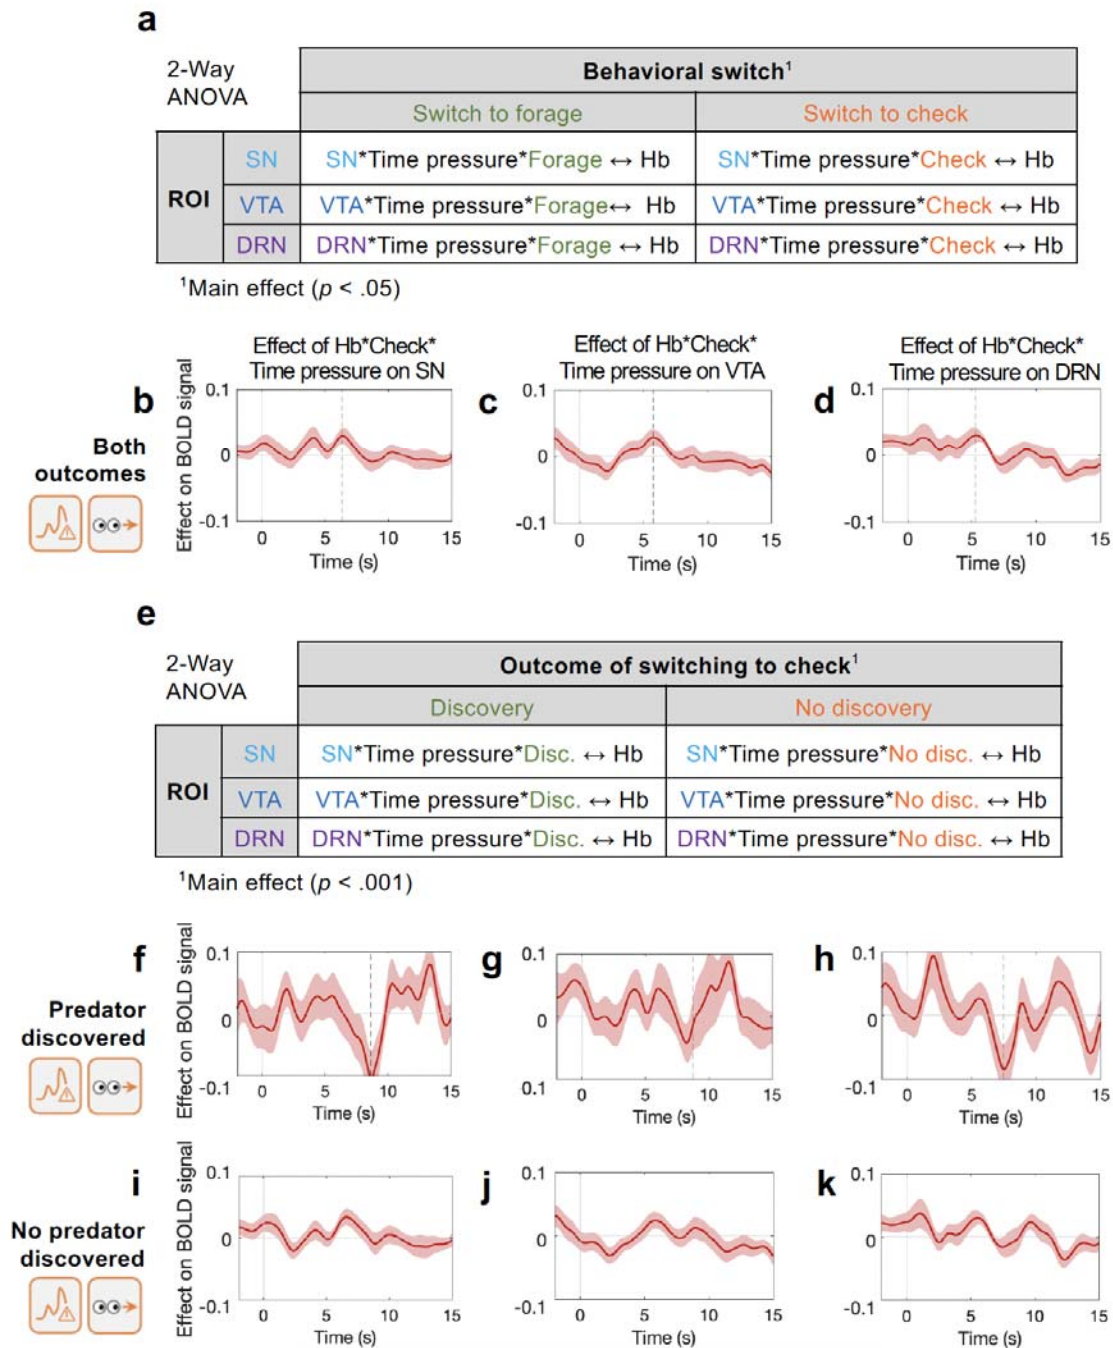 a
2-Way
ANOVA
Behavioral switch¹
Switch to forage
Switch to check
ROI
SN
SN*Time pressure*Forage ↔ Hb
SN*Time pressure*Check ↔ Hb
VTA
VTA*Time pressure*Forage↔ Hb
VTA*Time pressure*Check ↔ Hb
DRN
DRN*Time pressure*Forage ↔ Hb
DRN*Time pressure*Check ↔ Hb
¹Main effect (p < .05)
Effect of Hb*Check*
Time pressure on SN
Effect of Hb*Check*
Time pressure on VTA
Effect of Hb*Check*
Time pressure on DRN
Both
outcomes
b
Effect on BOLD signal
0.1
0
-0.1
0 5 10 15
Time (s)
c
0.1
0
-0.1
0 5 10 15
Time (s)
d
0.1
0
-0.1
0 5 10 15
Time (s)
e
2-Way
ANOVA
Outcome of switching to check¹
Discovery
No discovery
ROI
SN
SN*Time pressure*Disc. ↔ Hb
SN*Time pressure*No disc. ↔ Hb
VTA
VTA*Time pressure*Disc. ↔ Hb
VTA*Time pressure*No disc. ↔ Hb
DRN
DRN*Time pressure*Disc. ↔ Hb
DRN*Time pressure*No disc. ↔ Hb
¹Main effect (p < .001)
Predator
discovered
f
Effect on BOLD signal
0.1
0
-0.1
0 5 10 15
Time (s)
g
0.1
0
0.1
0 5 10 15
Time (s)
h
0.1
0
-0.1
0 5 10 15
Time (s)
No predator
discovered
i
Effect on BOLD signal
0.1
0
-0.1
0 5 10 15
Time (s)
j
0.1
0
-0.1
0 5 10 15
Time (s)
k
0.1
0
-0.1
0 5 10 15
Time (s)